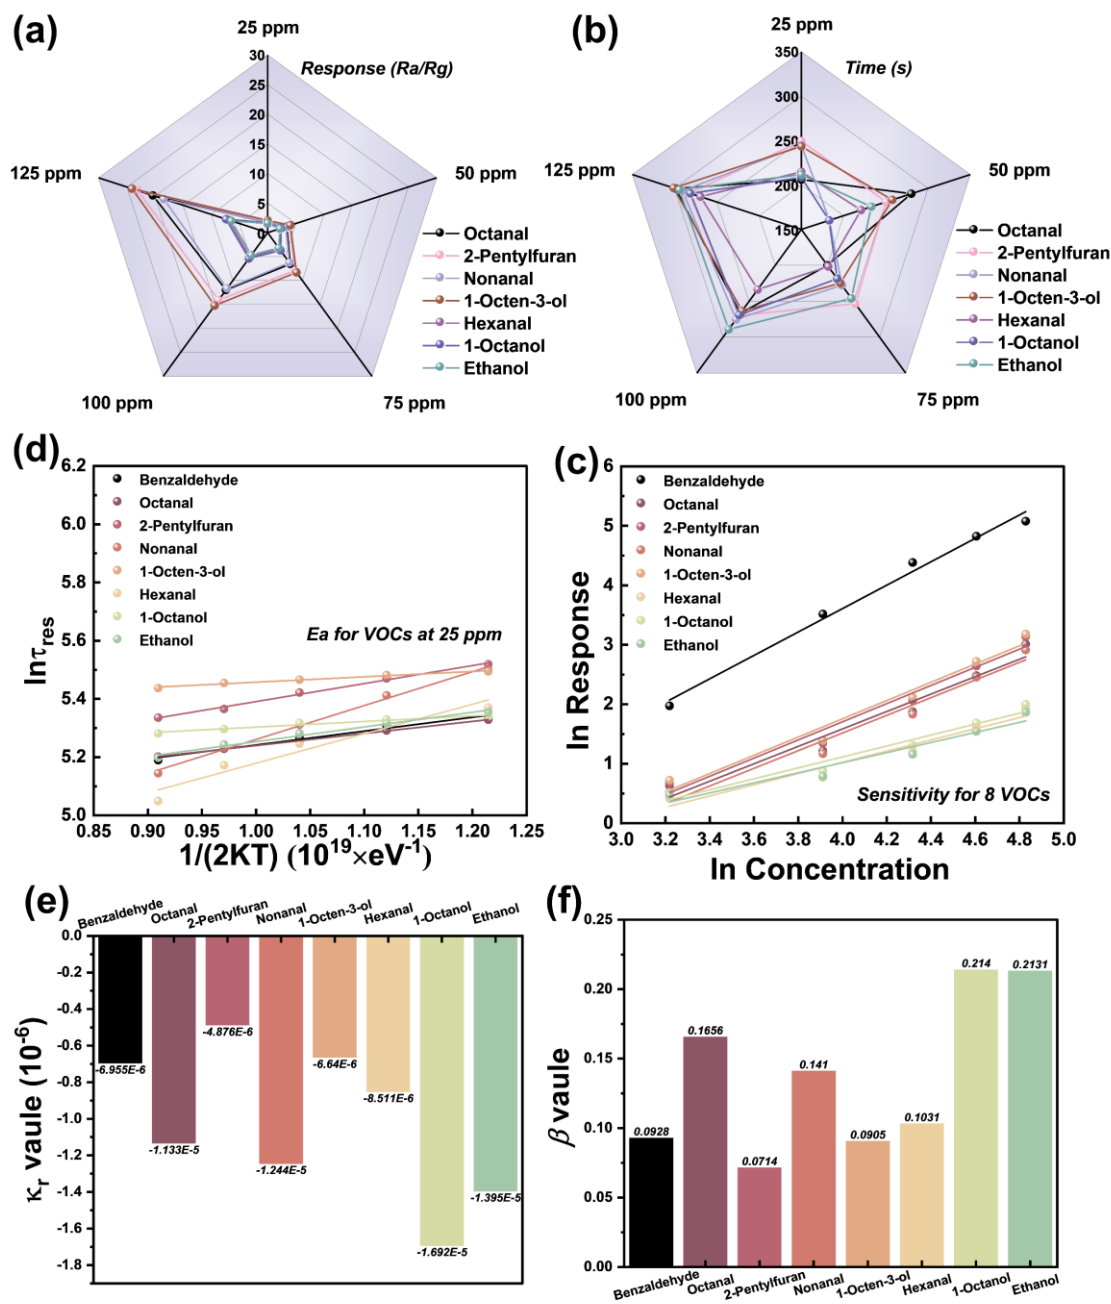 (a)
25 ppm
30
Response (Ra/Rg)
25
20
15
10
5
0
125 ppm
50 ppm
100 ppm
75 ppm
Octanal
2-Pentylfuran
Nonanal
1-Octen-3-ol
Hexanal
1-Octanol
Ethanol
(b)
25 ppm
350
Time (s)
300
250
200
150
125 ppm
50 ppm
100 ppm
75 ppm
Octanal
2-Pentylfuran
Nonanal
1-Octen-3-ol
Hexanal
1-Octanol
Ethanol
(d)
6.2
6.0
5.8
5.6
5.4
5.2
5.0
lnτres
Benzaldehyde
Octanal
2-Pentylfuran
Nonanal
1-Octen-3-ol
Hexanal
1-Octanol
Ethanol
Ea for VOCs at 25 ppm
0.85 0.90 0.95 1.00 1.05 1.10 1.15 1.20 1.25
1/(2KT) (10^19×eV^-1)
(c)
6
5
4
3
2
1
0
ln Response
Benzaldehyde
Octanal
2-Pentylfuran
Nonanal
1-Octen-3-ol
Hexanal
1-Octanol
Ethanol
Sensitivity for 8 VOCs
3.0 3.2 3.4 3.6 3.8 4.0 4.2 4.4 4.6 4.8 5.0
ln Concentration
(e)
Benzaldehyde
Octanal
2-Pentylfuran
Nonanal
1-Octen-3-ol
Hexanal
1-Octanol
Ethanol
0.0
-0.2
-0.4
-0.6
-0.8
-1.0
-1.2
-1.4
-1.6
-1.8
κr vaule (10^-6)
-6.955E-6
-1.133E-5
-4.876E-6
-1.244E-5
-6.64E-6
-8.511E-6
-1.692E-5
-1.395E-5
(f)
0.25
0.20
0.15
0.10
0.05
0.00
β vaule
0.0928
0.1656
0.0714
0.141
0.0905
0.1031
0.214
0.2131
Benzaldehyde
Octanal
2-Pentylfuran
Nonanal
1-Octen-3-ol
Hexanal
1-Octanol
Ethanol